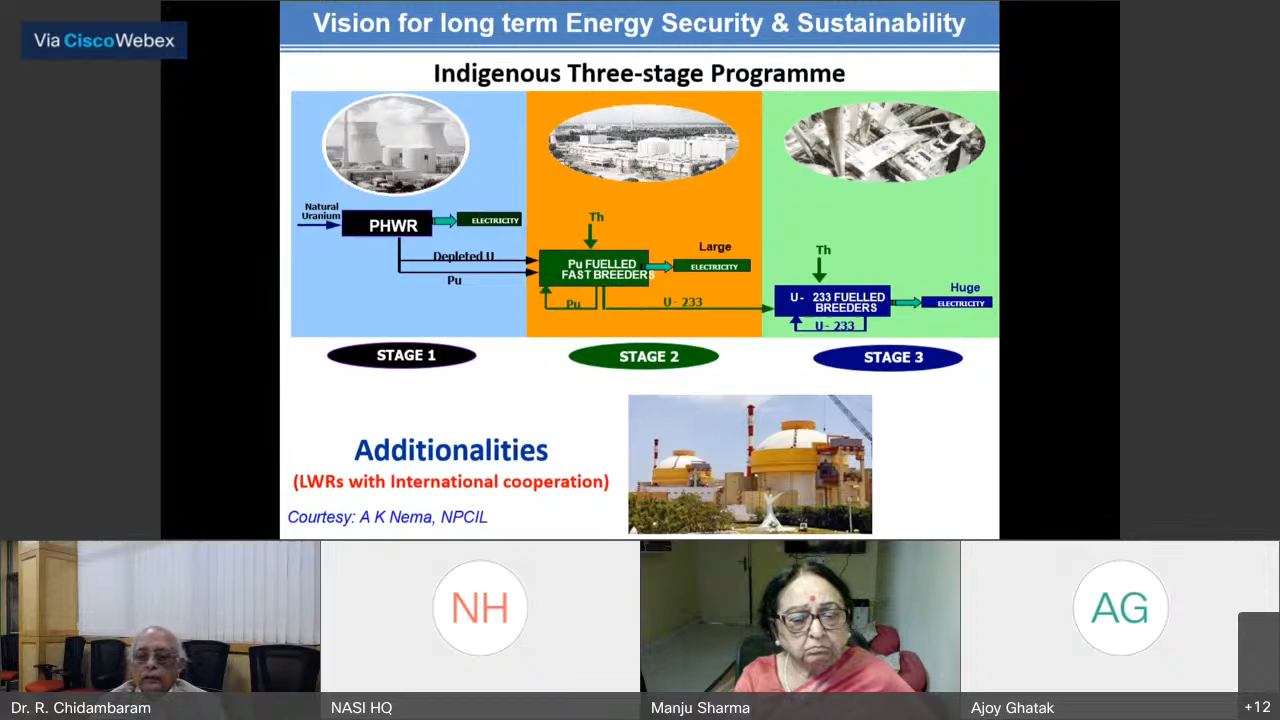 Via CiscoWebex
Vision for long term Energy Security & Sustainability
Indigenous Three-stage Programme
Natural
Uranium
PHWR
ELECTRICITY
Depleted U
Pu
Th
Pu FUELLED
FAST BREEDERS
Large
ELECTRICITY
Pu
U- 233
Th
U- 233 FUELLED
BREEDERS
Huge
ELECTRICITY
U- 233
STAGE 1
STAGE 2
STAGE 3
Additionalities
(LWRs with International cooperation)
Courtesy: A K Nema, NPCIL
NH
AG
Dr. R. Chidambaram
NASI HQ
Manju Sharma
Ajoy Ghatak
+12